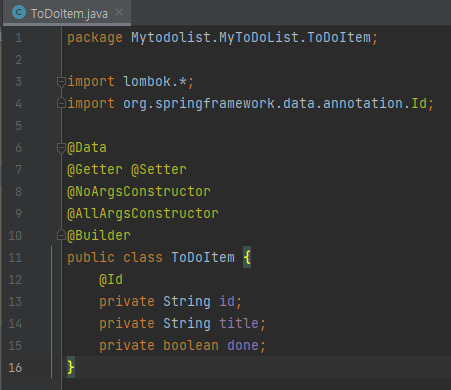 ToDoItem.java
1 package Mytodolist.MyToDoList.ToDoItem;
2
3 import lombok.*;
4 import org.springframework.data.annotation.Id;
5
6 @Data
7 @Getter @Setter
8 @NoArgsConstructor
9 @AllArgsConstructor
10 @Builder
11 public class ToDoItem {
12     @Id
13     private String id;
14     private String title;
15     private boolean done;
16 }